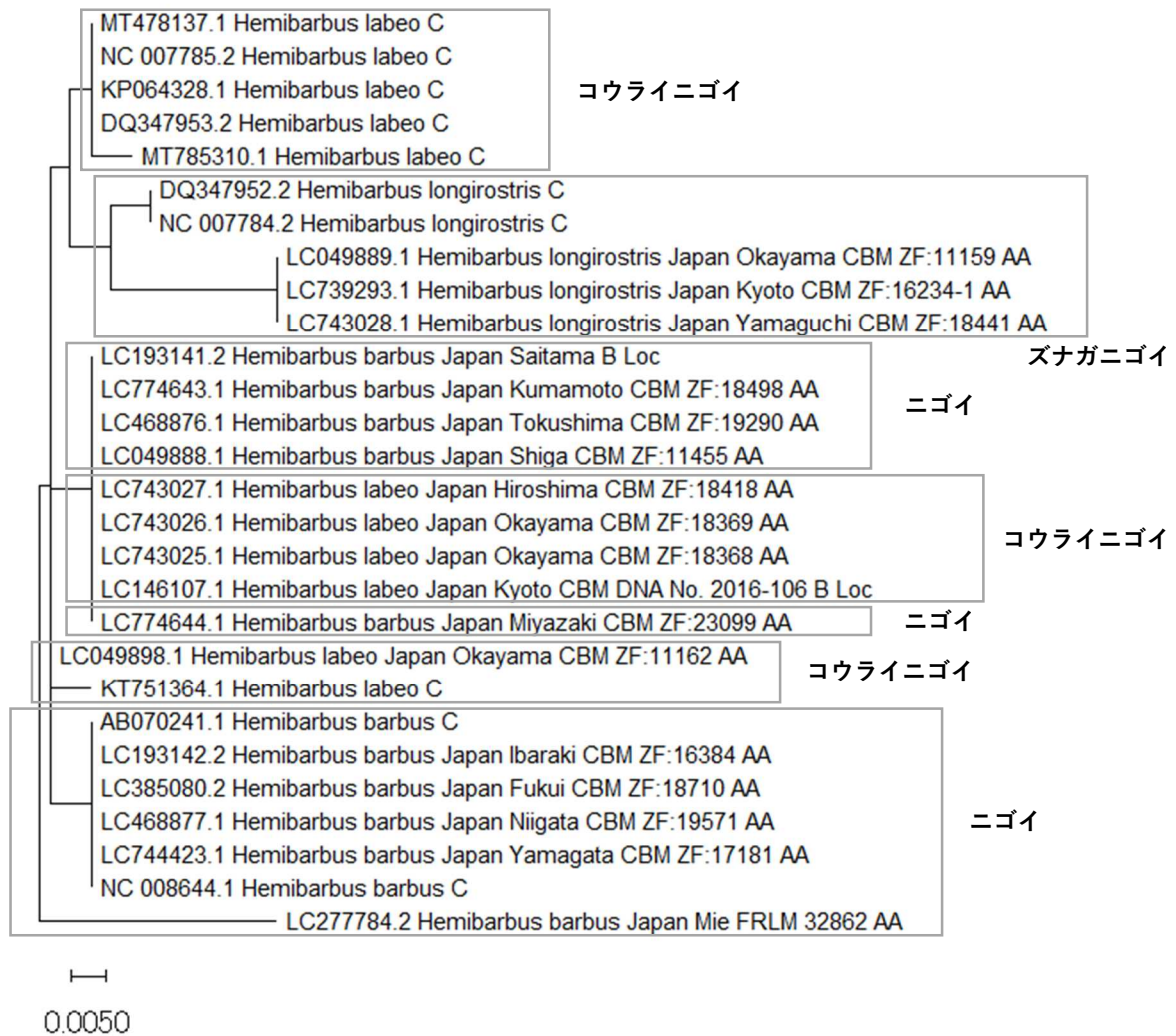 MT478137.1 Hemibarbus labeo C
NC 007785.2 Hemibarbus labeo C
KP064328.1 Hemibarbus labeo C
コウライニゴイ
DQ347953.2 Hemibarbus labeo C
MT785310.1 Hemibarbus labeo C
DQ347952.2 Hemibarbus longirostris C
NC 007784.2 Hemibarbus longirostris C
LC049889.1 Hemibarbus longirostris Japan Okayama CBM ZF:11159 AA
LC739293.1 Hemibarbus longirostris Japan Kyoto CBM ZF:16234-1 AA
LC743028.1 Hemibarbus longirostris Japan Yamaguchi CBM ZF:18441 AA
LC193141.2 Hemibarbus barbus Japan Saitama B Loc
ズナガニゴイ
LC774643.1 Hemibarbus barbus Japan Kumamoto CBM ZF:18498 AA
ニゴイ
LC468876.1 Hemibarbus barbus Japan Tokushima CBM ZF:19290 AA
LC049888.1 Hemibarbus barbus Japan Shiga CBM ZF:11455 AA
LC743027.1 Hemibarbus labeo Japan Hiroshima CBM ZF:18418 AA
LC743026.1 Hemibarbus labeo Japan Okayama CBM ZF:18369 AA
コウライニゴイ
LC743025.1 Hemibarbus labeo Japan Okayama CBM ZF:18368 AA
LC146107.1 Hemibarbus labeo Japan Kyoto CBM DNA No. 2016-106 B Loc
LC774644.1 Hemibarbus barbus Japan Miyazaki CBM ZF:23099 AA
ニゴイ
LC049898.1 Hemibarbus labeo Japan Okayama CBM ZF:11162 AA
コウライニゴイ
KT751364.1 Hemibarbus labeo C
AB070241.1 Hemibarbus barbus C
LC193142.2 Hemibarbus barbus Japan Ibaraki CBM ZF:16384 AA
LC385080.2 Hemibarbus barbus Japan Fukui CBM ZF:18710 AA
LC468877.1 Hemibarbus barbus Japan Niigata CBM ZF:19571 AA
ニゴイ
LC744423.1 Hemibarbus barbus Japan Yamagata CBM ZF:17181 AA
NC 008644.1 Hemibarbus barbus C
LC277784.2 Hemibarbus barbus Japan Mie FRLM 32862 AA
0.0050